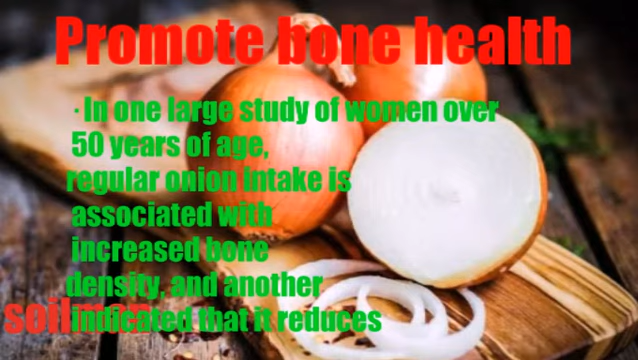 Promote bone health
· In one large study of women over
50 years of age,
regular onion intake is
associated with
increased bone
density, and another
indicated that it reduces